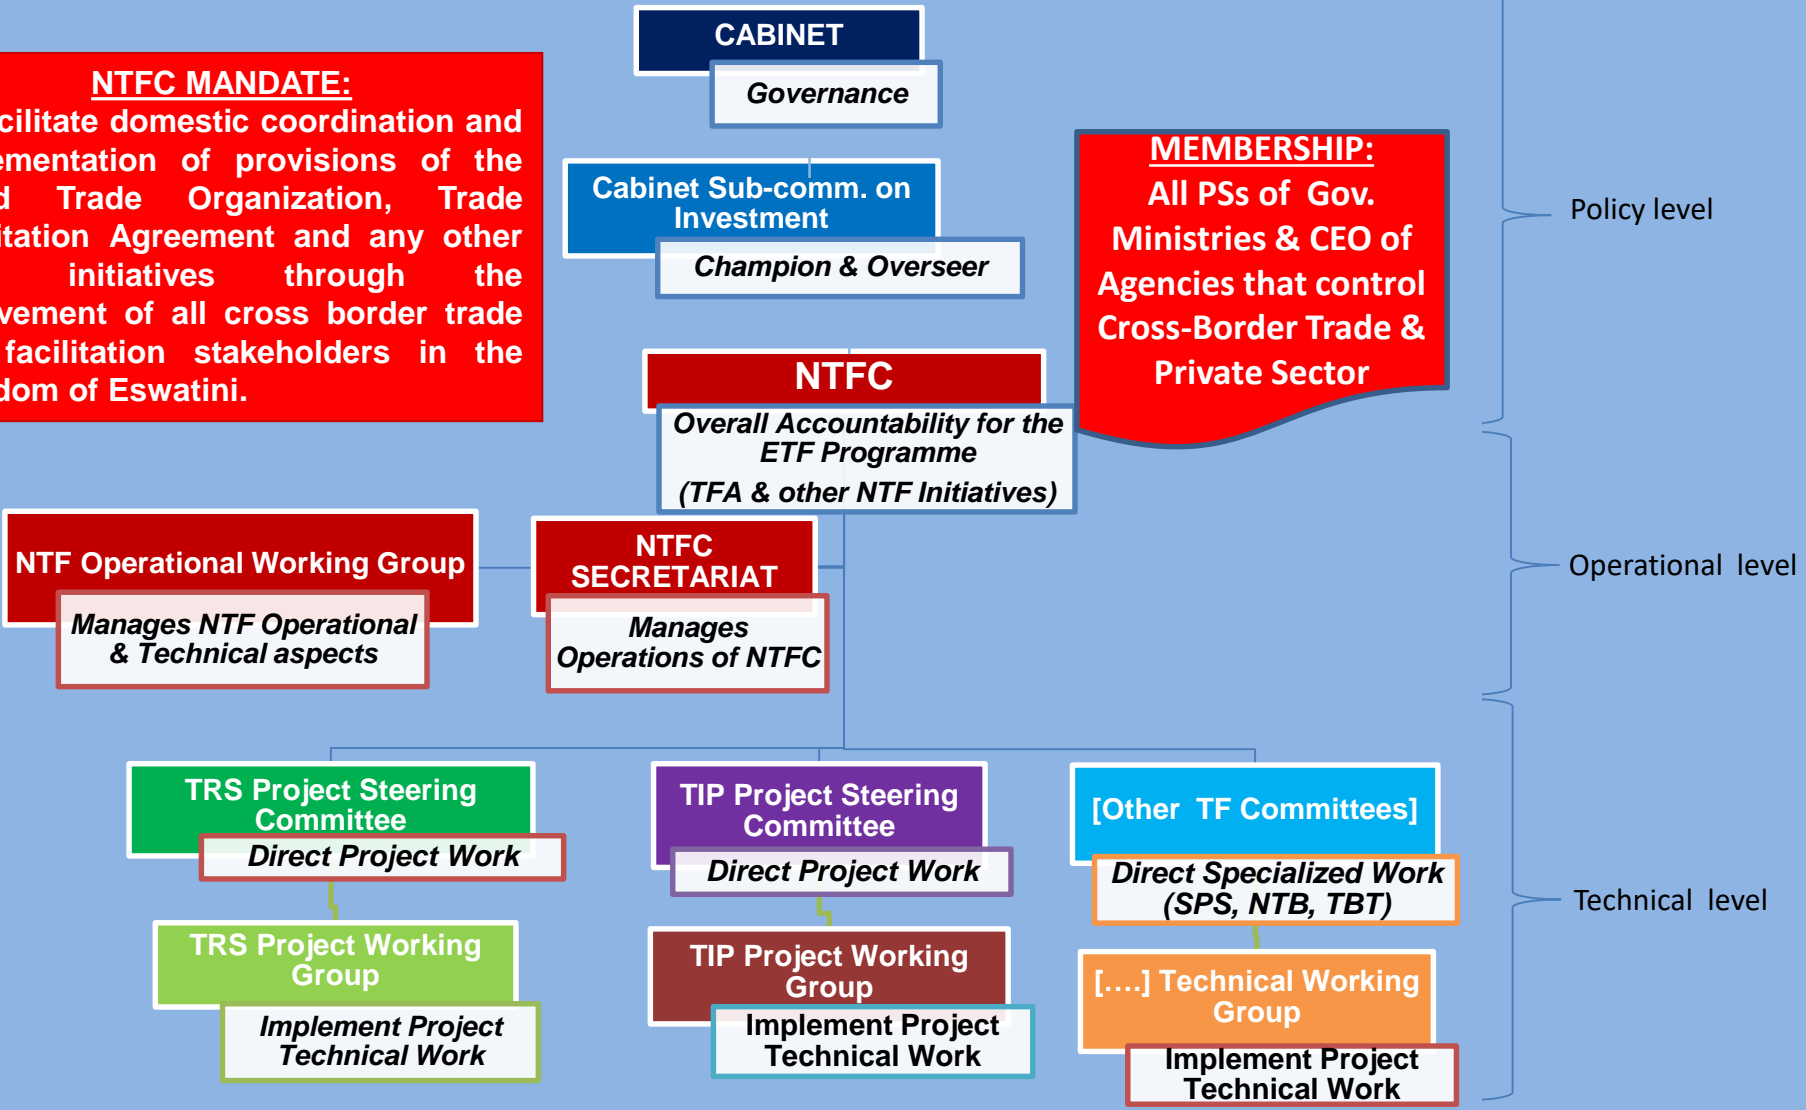 CABINET
Governance
NTFC MANDATE:
cilitate domestic coordination and
ementation of provisions of the
d Trade Organization, Trade
itation Agreement and any other
initiatives through the
vement of all cross border trade
facilitation stakeholders in the
dom of Eswatini.
Cabinet Sub-comm. on
Investment
Champion & Overseer
MEMBERSHIP:
All PSs of Gov.
Ministries & CEO of
Agencies that control
Cross-Border Trade &
Private Sector
Policy level
NTFC
Overall Accountability for the
ETF Programme
(TFA & other NTF Initiatives)
NTF Operational Working Group
Manages NTF Operational
& Technical aspects
NTFC
SECRETARIAT
Manages
Operations of NTFC
Operational level
TRS Project Steering
Committee
Direct Project Work
TIP Project Steering
Committee
Direct Project Work
[Other TF Committees]
Direct Specialized Work
(SPS, NTB, TBT)
Technical level
TRS Project Working
Group
Implement Project
Technical Work
TIP Project Working
Group
Implement Project
Technical Work
[....] Technical Working
Group
Implement Project
Technical Work